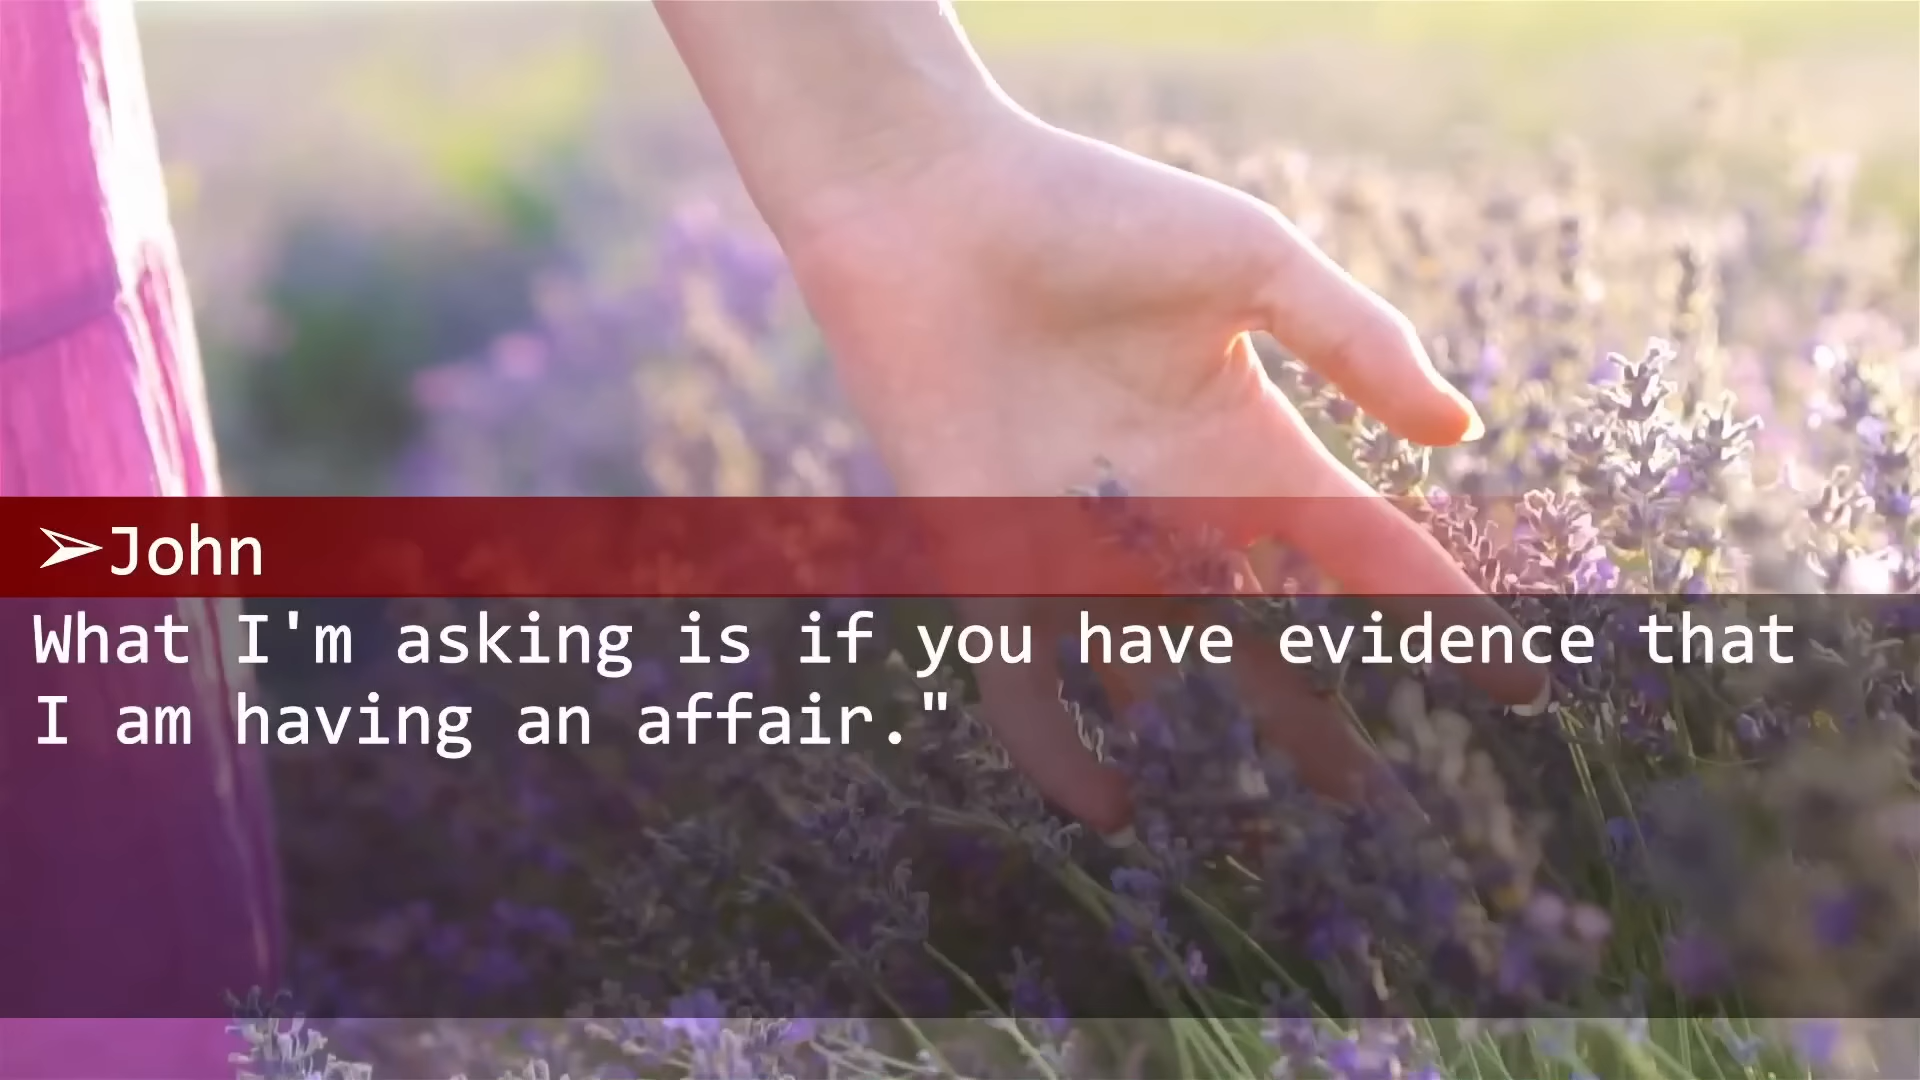 ➢John
What I'm asking is if you have evidence that
I am having an affair."